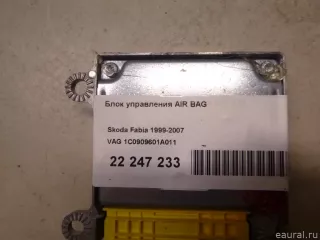 Блок управления AIR BAG
Skoda Fabia 1999-2007
VAG 1C0909601A011
22 247 233
© eaural.ru